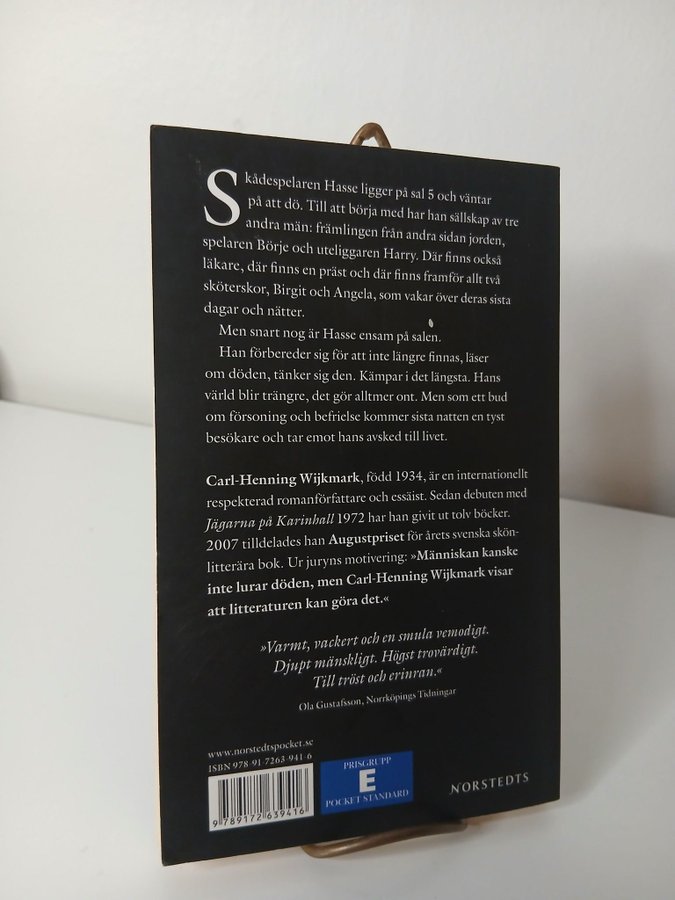 Skådespelaren Hasse ligger på sal 5 och väntar
på att dö. Till att börja med har han sällskap av tre
andra män: främlingen från andra sidan jorden,
spelaren Börje och uteliggaren Harry. Där finns också
läkare, där finns en präst och där finns framför allt två
sköterskor, Birgit och Angela, som vakar över deras sista
dagar och nätter.
Men snart nog är Hasse ensam på salen.
Han förbereder sig för att inte längre finnas, läser
om döden, tänker sig den. Kämpar i det längsta. Hans
värld blir trängre, det gör alltmer ont. Men som ett bud
om försoning och befrielse kommer sista natten en tyst
besökare och tar emot hans avsked till livet.
Carl-Henning Wijkmark, född 1934, är en internationellt
respekterad romanförfattare och essäist. Sedan debuten med
Jägarna på Karinhall 1972 har han givit ut tolv böcker.
2007 tilldelades han Augustpriset för årets svenska skön-
litterära bok. Ur juryns motivering: »Människan kanske
inte lurar döden, men Carl-Henning Wijkmark visar
att litteraturen kan göra det.«
»Varmt, vackert och en smula vemodigt.
Djupt mänskligt. Högst trovärdigt.
Till tröst och erinran.«
Ola Gustafsson, Norrköpings Tidningar
www.norstedtspocket.se
ISBN 978-91-7263-941-6
9 789172 639416
PRISGRUPP
E
POCKET STANDARD
NORSTEDTS